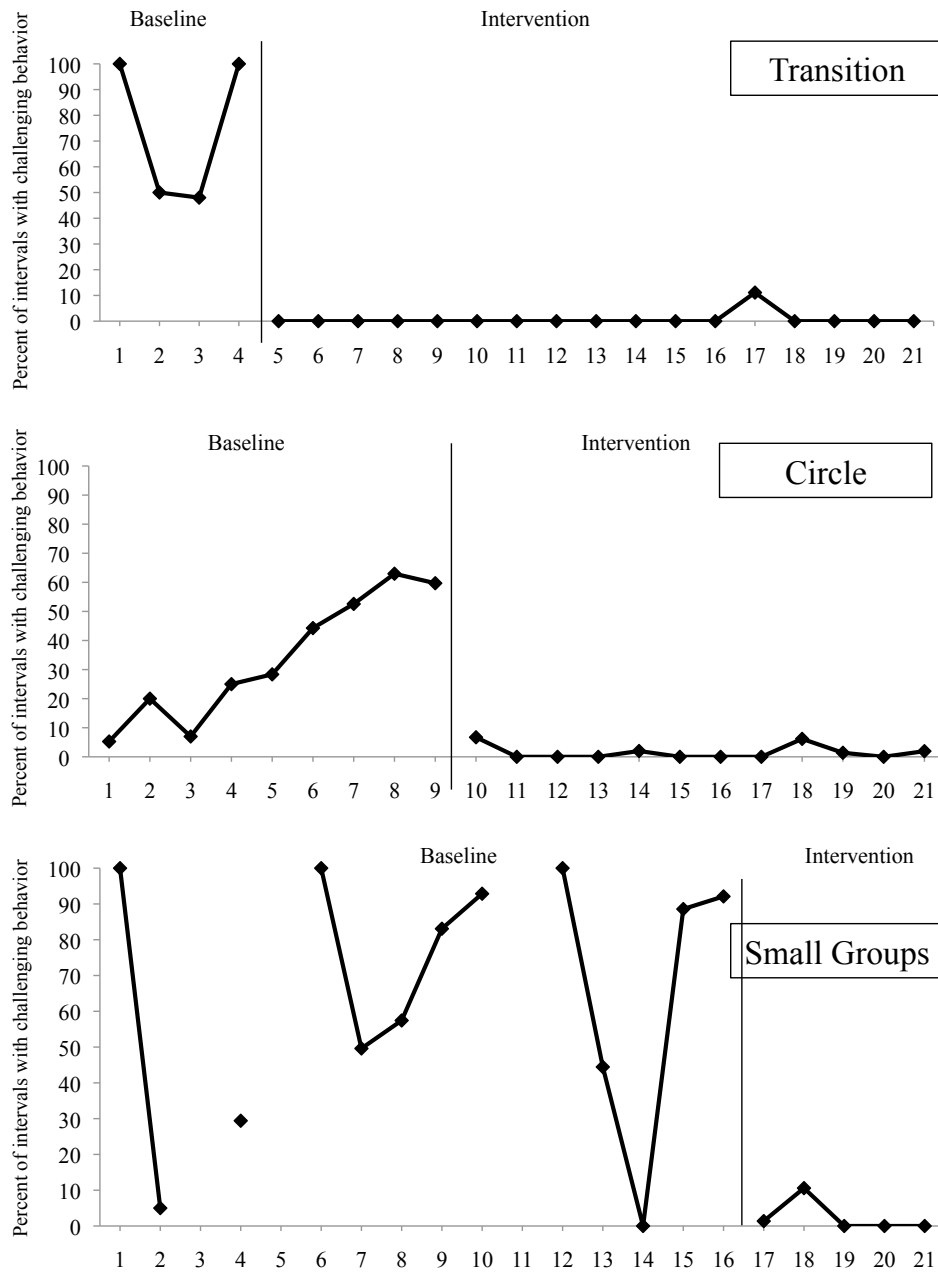 Baseline Intervention
Transition
Percent of intervals with challenging behavior
100
90
80
70
60
50
40
30
20
10
0
1 2 3 4 5 6 7 8 9 10 11 12 13 14 15 16 17 18 19 20 21
Baseline Intervention
Circle
Percent of intervals with challenging behavior
100
90
80
70
60
50
40
30
20
10
0
1 2 3 4 5 6 7 8 9 10 11 12 13 14 15 16 17 18 19 20 21
Baseline Intervention
Small Groups
Percent of intervals with challenging behavior
100
90
80
70
60
50
40
30
20
10
0
1 2 3 4 5 6 7 8 9 10 11 12 13 14 15 16 17 18 19 20 21